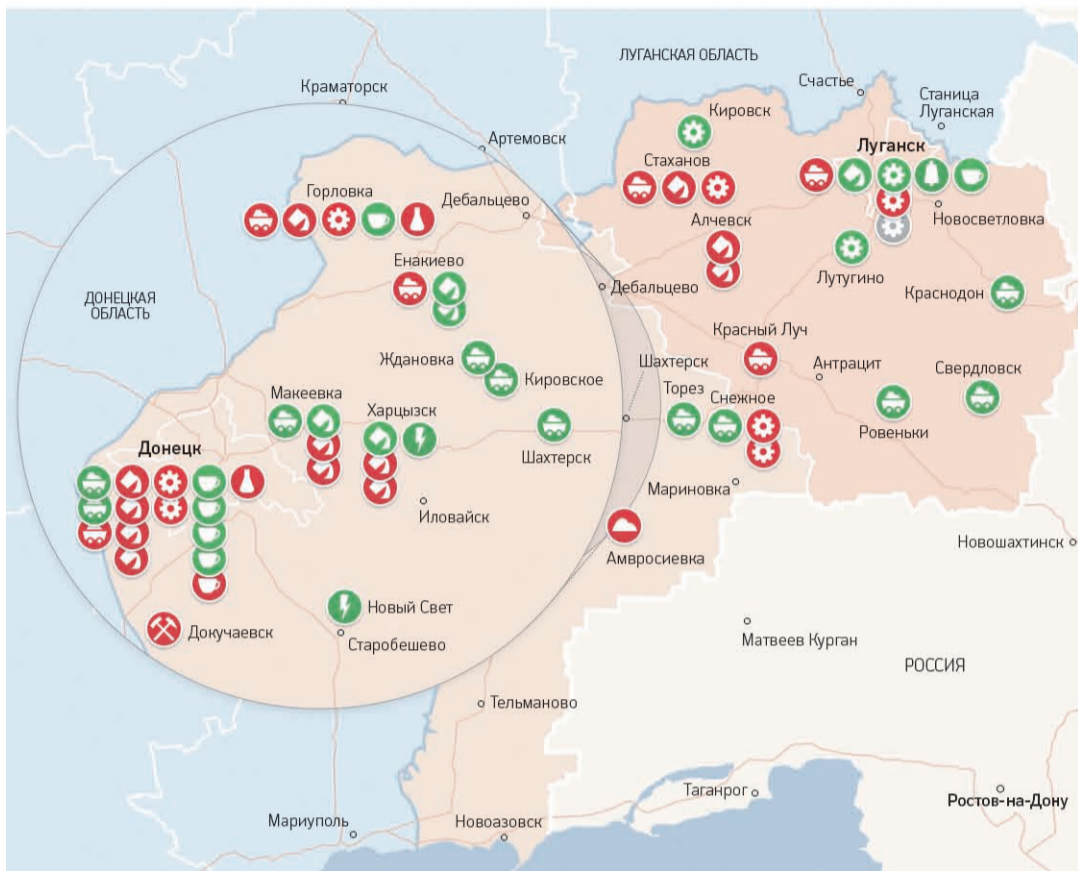 ЛУГАНСКАЯ ОБЛАСТЬ
Счастье
Краматорск
Кировск
Станица
Луганская
Артемовск
Стаханов
Луганск
Горловка
Дебальцево
Новосветловка
Алчевск
Енакиево
Лутугино
Дебальцево
Краснодон
ДОНЕЦКАЯ
ОБЛАСТЬ
Красный Луч
Ждановка
Шахтерск
Антрацит
Свердловск
Кировское
Макеевка
Харцызск
Торез
Снежное
Ровеньки
Шахтерск
Донецк
Мариновка
Иловайск
Новошахтинск
Амвросиевка
Новый Свет
Докучаевск
Старобешево
Матвеев Курган
РОССИЯ
Тельманово
Таганрог
Ростов-на-Дону
Мариуполь
Новоазовск